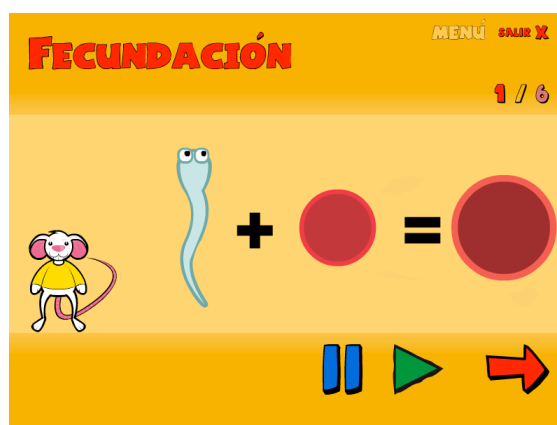 FECUNDACIÓN
MENÚ SALIR X
1 / 6
+ =